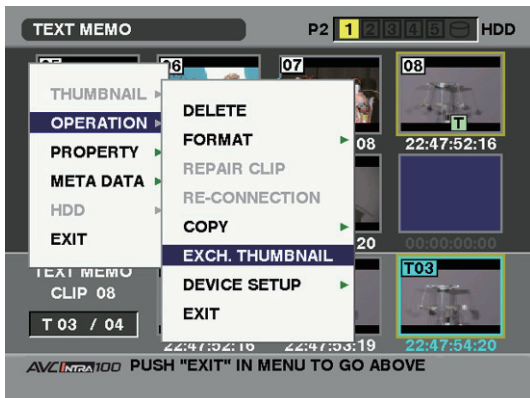 TEXT MEMO
P2 1 2 3 4 5 HDD
06
07
08
THUMBNAIL
OPERATION
PROPERTY
META DATA
HDD
EXIT
DELETE
FORMAT
REPAIR CLIP
RE-CONNECTION
COPY
EXCH. THUMBNAIL
DEVICE SETUP
EXIT
T
08
22:47:52:16
20
00:00:00:00
TEXT MEMO
CLIP 08
T 03 / 04
T03
22:47:52:16
22:47:53:19
22:47:54:20
AVC INTRA 100 PUSH "EXIT" IN MENU TO GO ABOVE